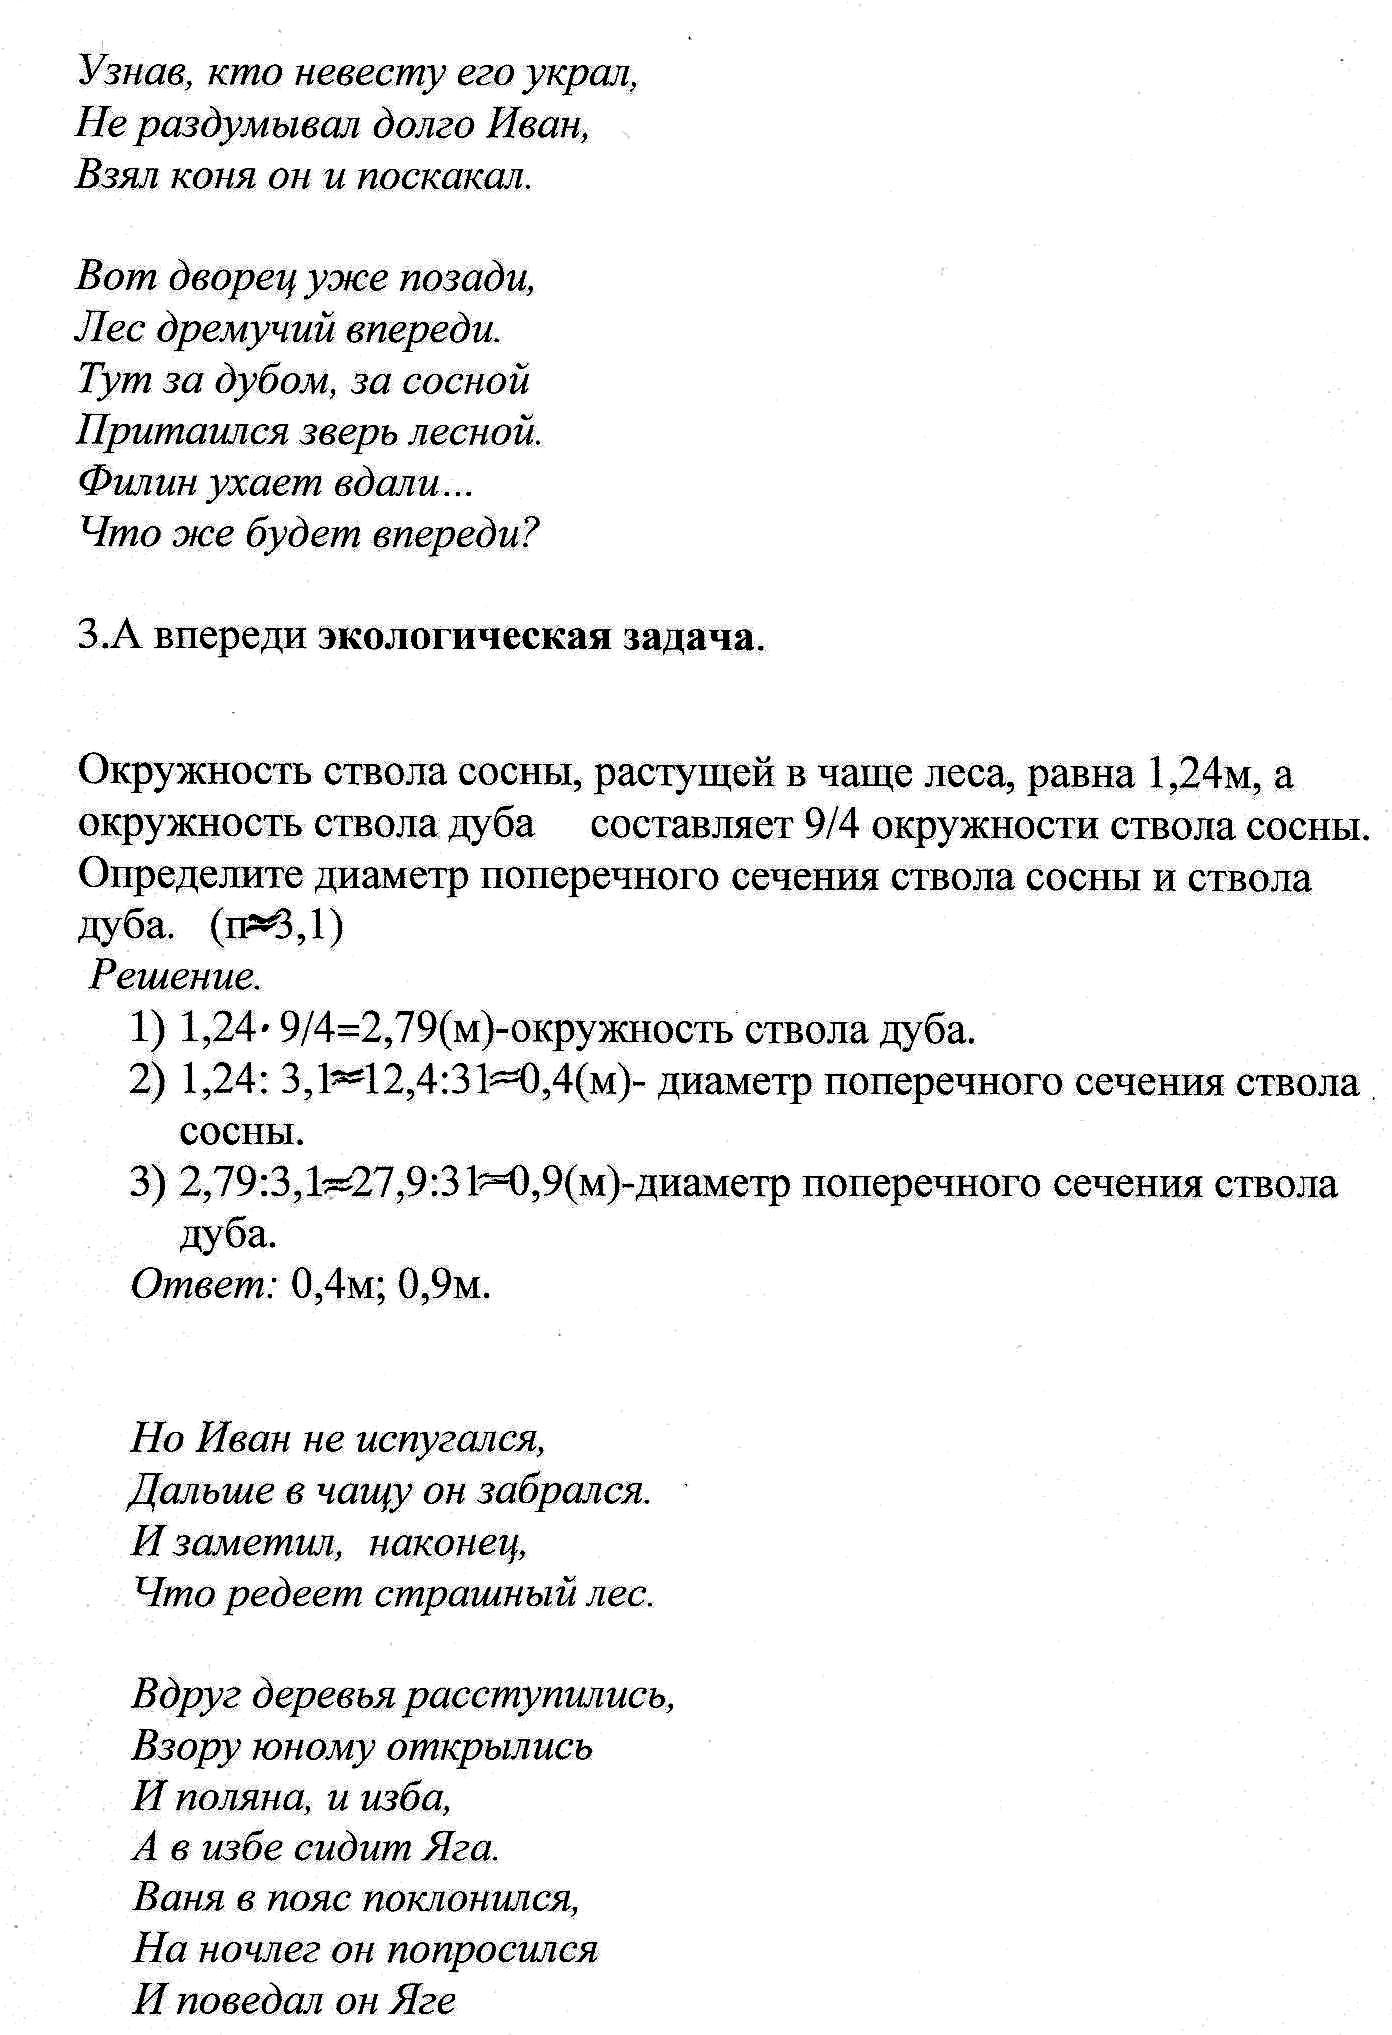 Узнав, кто невесту его украл,
Не раздумывал долго Иван,
Взял коня он и поскакал.
Вот дворец уже позади,
Лес дремучий впереди.
Тут за дубом, за сосной
Притаился зверь лесной.
Филин ухает вдали...
Что же будет впереди?
3.А впереди экологическая задача.
Окружность ствола сосны, растущей в чаще леса, равна 1,24м, а
окружность ствола дуба составляет 9/4 окружности ствола сосны.
Определите диаметр поперечного сечения ствола сосны и ствола
дуба. (п≈3,1)
Решение.
1) 1,24· 9/4=2,79(м)-окружность ствола дуба.
2) 1,24: 3,1≈12,4:31≈0,4(м)- диаметр поперечного сечения ствола
сосны.
3) 2,79:3,1≈27,9:31≈0,9(м)-диаметр поперечного сечения ствола
дуба.
Ответ: 0,4м; 0,9м.
Но Иван не испугался,
Дальше в чащу он забрался.
И заметил, наконец,
Что редеет страшный лес.
Вдруг деревья расступились,
Взору юному открылись
И поляна, и изба,
А в избе сидит Яга.
Ваня в пояс поклонился,
На ночлег он попросился
И поведал он Яге